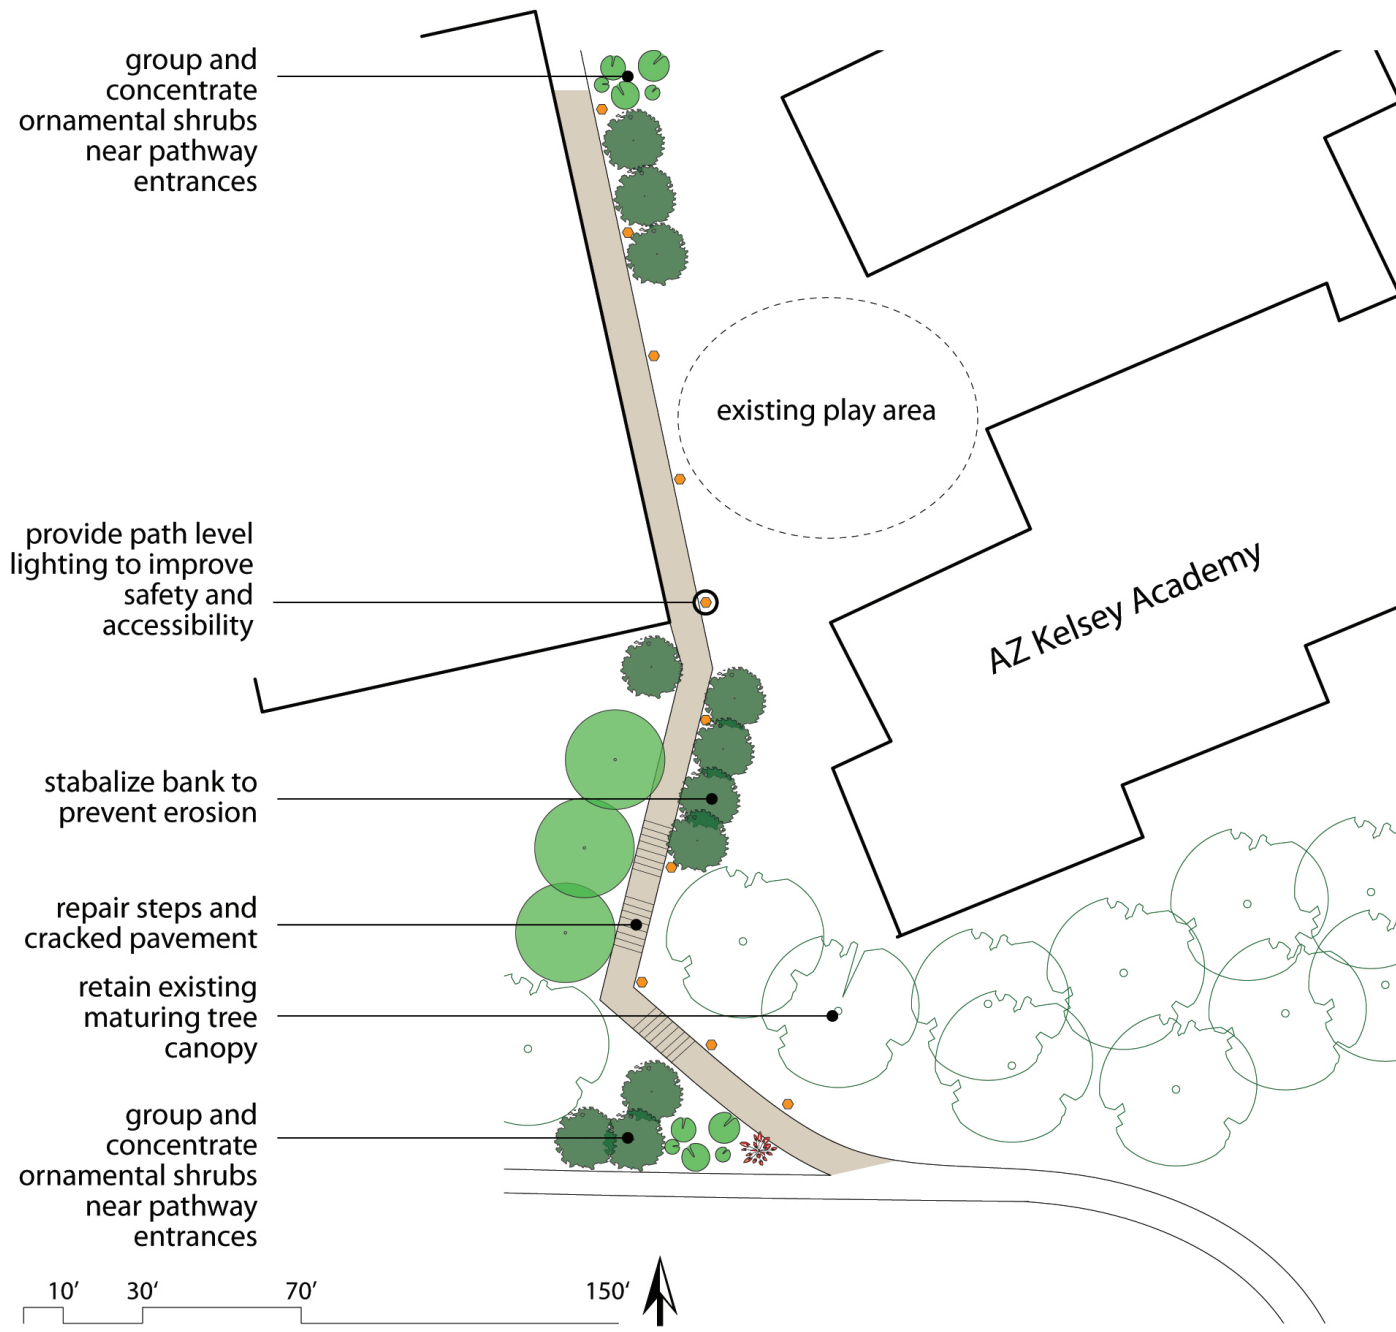 group and
concentrate
ornamental shrubs
near pathway
entrances
existing play area
provide path level
lighting to improve
safety and
accessibility
AZ Kelsey Academy
stabalize bank to
prevent erosion
repair steps and
cracked pavement
retain existing
maturing tree
canopy
group and
concentrate
ornamental shrubs
near pathway
entrances
10‘ 30‘ 70‘ 150‘